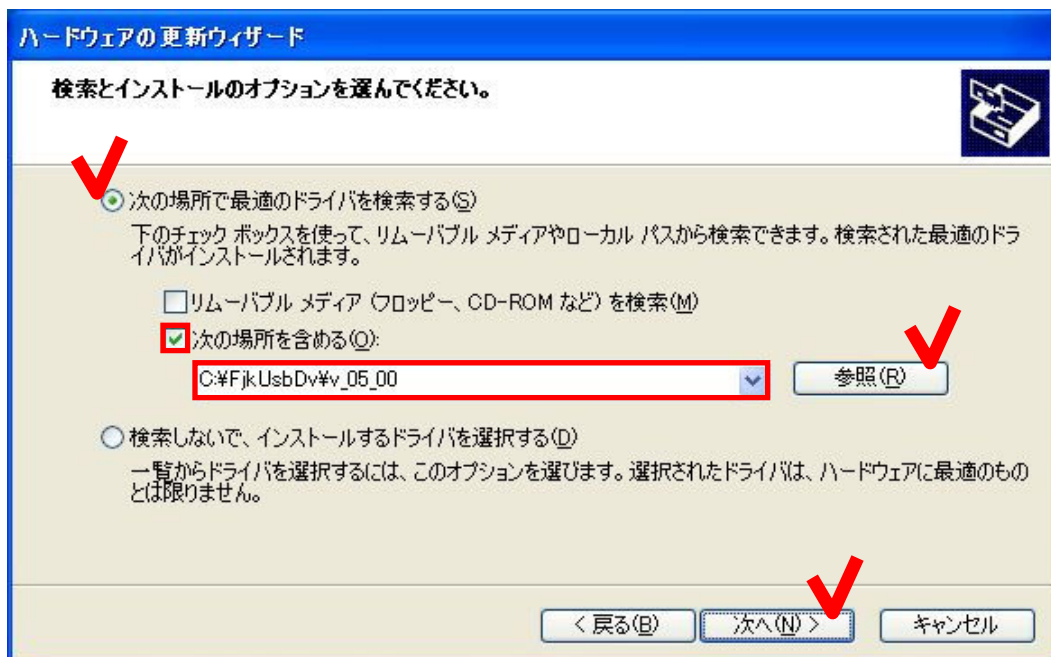 ハードウェアの更新ウィザード
検索とインストールのオプションを選んでください。
次の場所で最適のドライバを検索する(S)
下のチェック ボックスを使って、リムーバブル メディアやローカル パスから検索できます。検索された最適のドラ
イバがインストールされます。
リムーバブル メディア (フロッピー、CD-ROM など) を検索(M)
次の場所を含める(O):
C:¥FjkUsbDv¥v_05_00
参照(R)
検索しないで、インストールするドライバを選択する(D)
一覧からドライバを選択するには、このオプションを選びます。選択されたドライバは、ハードウェアに最適のもの
とは限りません。
< 戻る(B)
次へ(N) >
キャンセル